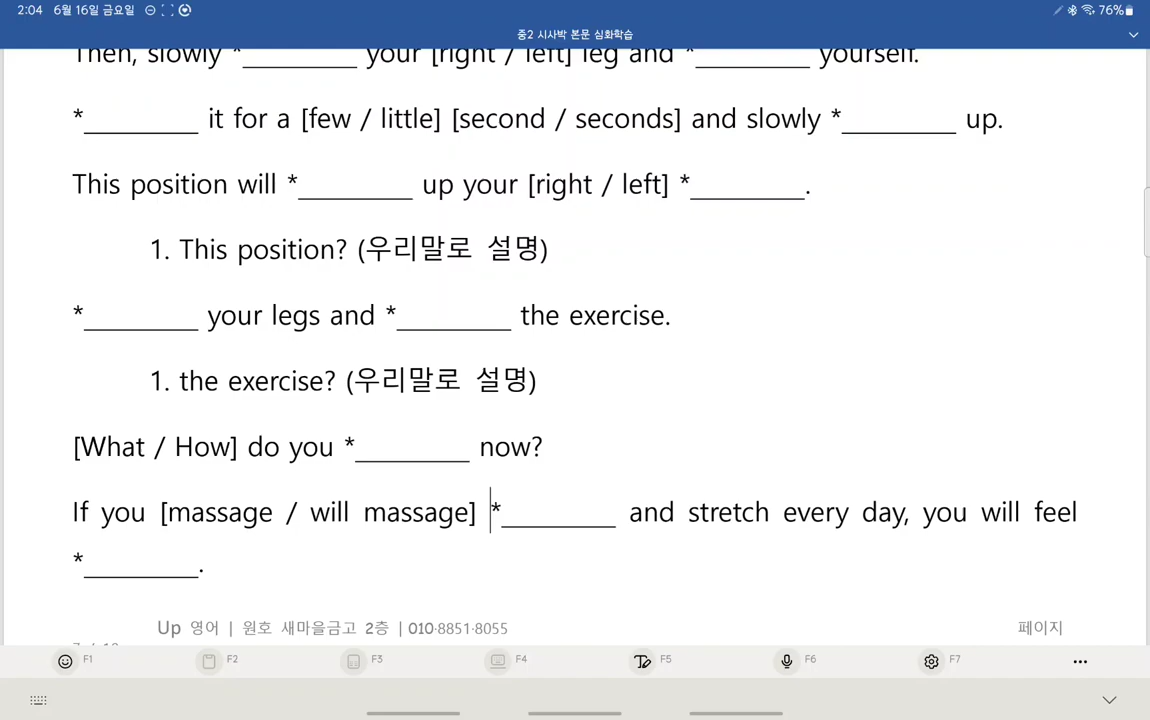 2:04 6월 16일 금요일 76%
중2 시사박 본문 심화학습
Then, slowly *_________ your [right / left] leg and *_________ yourself.
*_________ it for a [few / little] [second / seconds] and slowly *_________ up.
This position will *_________ up your [right / left] *_________.
1. This position? (우리말로 설명)
*_________ your legs and *_________ the exercise.
1. the exercise? (우리말로 설명)
[What / How] do you *_________ now?
If you [massage / will massage] *_________ and stretch every day, you will feel
*_________.
Up 영어 | 원호 새마을금고 2층 | 010-8851-8055 페이지
F1 F2 F3 F4 F5 F6 F7